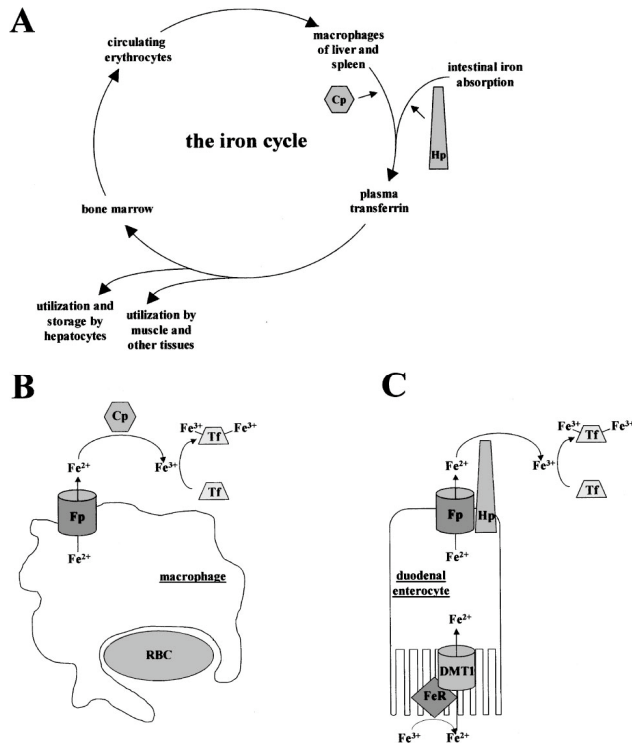 A
circulating
erythrocytes
macrophages
of liver and
spleen
intestinal iron
absorption
Cp
Hp
the iron cycle
bone marrow
plasma
transferrin
utilization and
storage by
hepatocytes
utilization by
muscle and
other tissues
B
Cp
Fe³⁺
Fe³⁺
Tf
Fe²⁺
Fe³⁺
Tf
Fp
Fe²⁺
macrophage
RBC
C
Fe³⁺
Fe³⁺
Tf
Fe²⁺
Fe³⁺
Tf
Fp
Hp
Fe²⁺
duodenal
enterocyte
Fe²⁺
DMT1
FeR
Fe³⁺
Fe²⁺